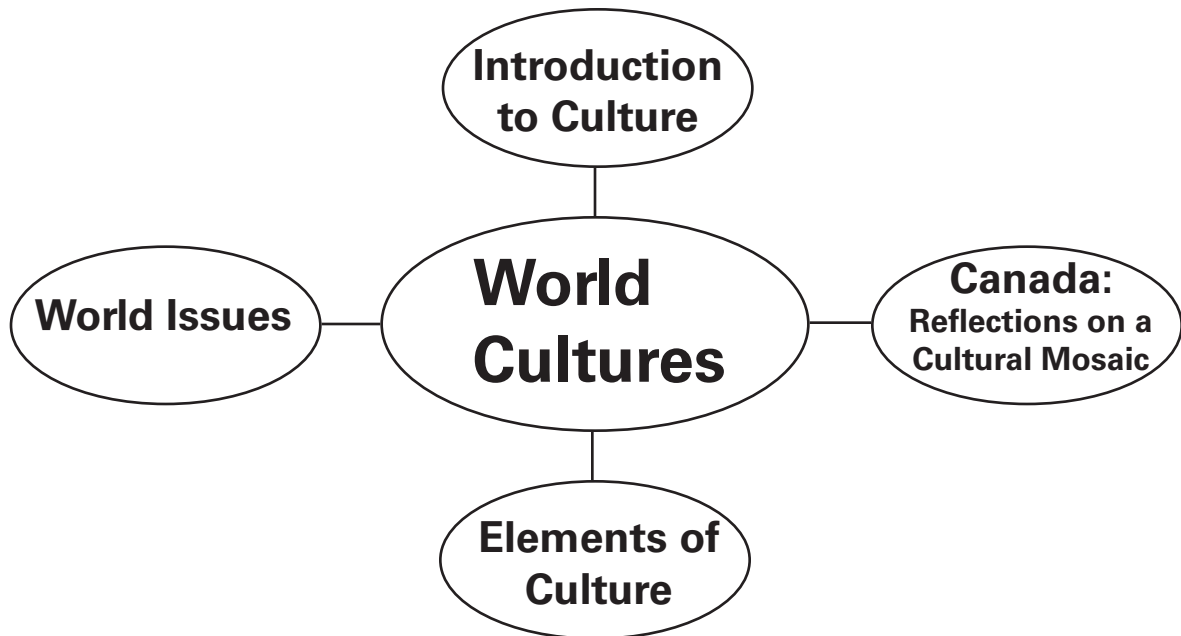 Introduction
to Culture
World
Cultures
World Issues
Canada:
Reflections on a
Cultural Mosaic
Elements of
Culture